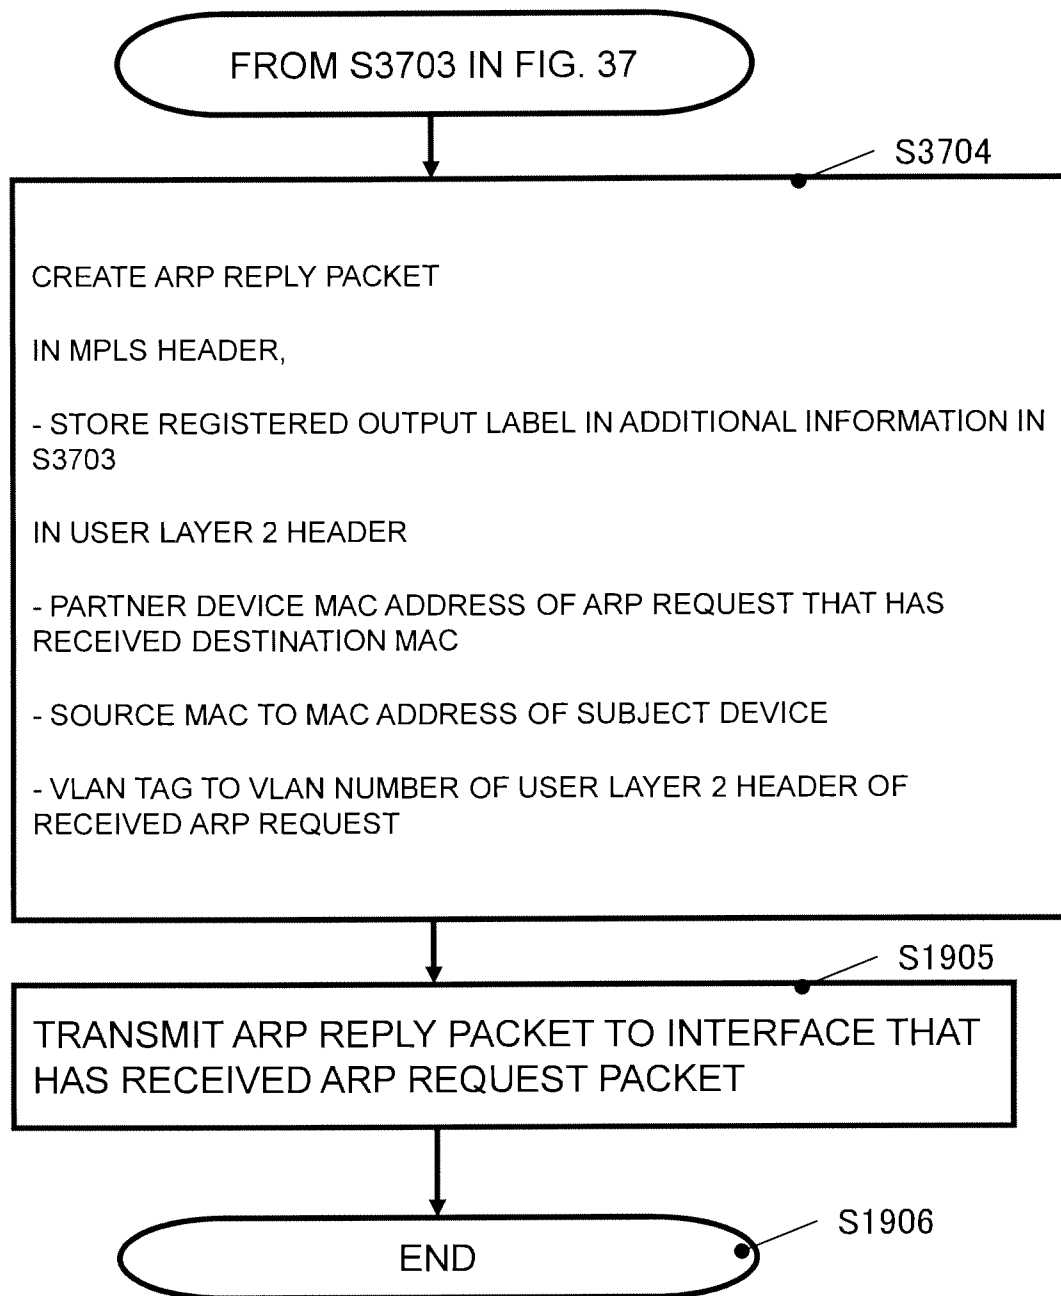 FROM S3703 IN FIG. 37
S3704
CREATE ARP REPLY PACKET
IN MPLS HEADER,
- STORE REGISTERED OUTPUT LABEL IN ADDITIONAL INFORMATION IN
S3703
IN USER LAYER 2 HEADER
- PARTNER DEVICE MAC ADDRESS OF ARP REQUEST THAT HAS
RECEIVED DESTINATION MAC
- SOURCE MAC TO MAC ADDRESS OF SUBJECT DEVICE
- VLAN TAG TO VLAN NUMBER OF USER LAYER 2 HEADER OF
RECEIVED ARP REQUEST
S1905
TRANSMIT ARP REPLY PACKET TO INTERFACE THAT
HAS RECEIVED ARP REQUEST PACKET
S1906
END